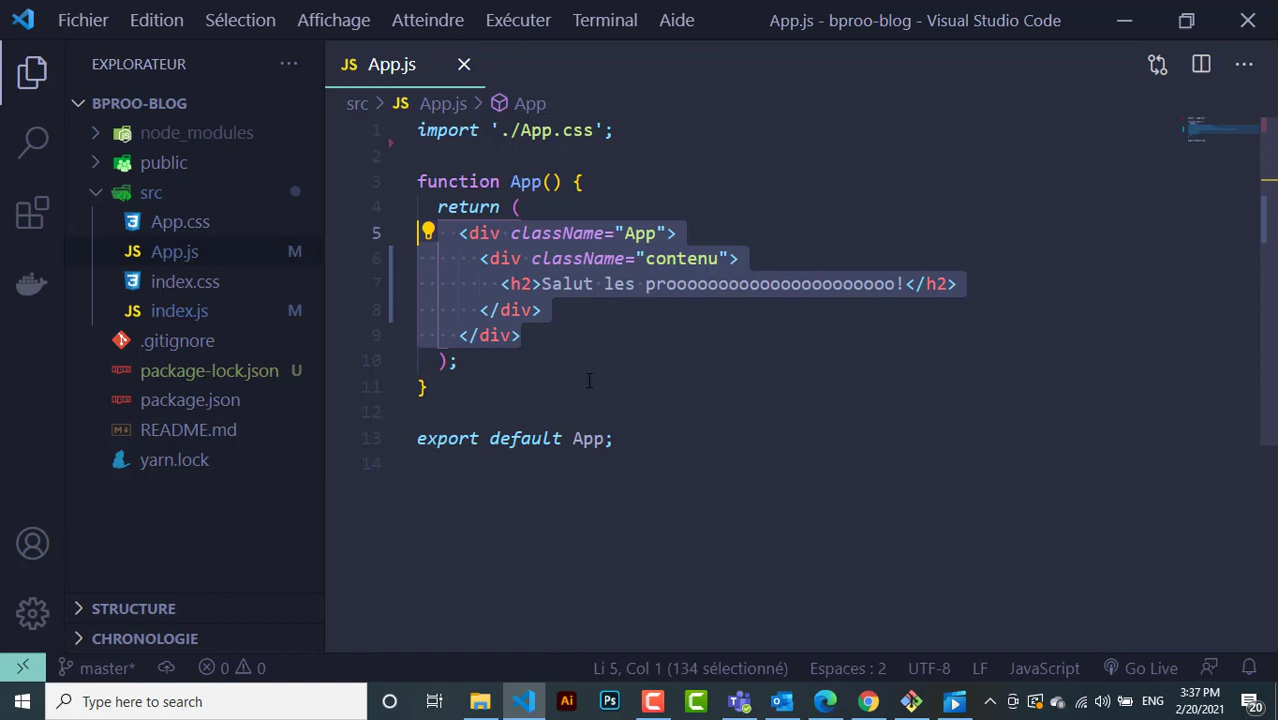 Fichier Edition Sélection Affichage Atteindre Exécuter Terminal Aide App.js - bproo-blog - Visual Studio Code
EXPLORATEUR
BPROO-BLOG
node_modules
public
src
App.css
App.js M
index.css
index.js M
.gitignore
package-lock.json U
package.json
README.md
yarn.lock
STRUCTURE
CHRONOLOGIE
JS App.js
src > JS App.js > App
1 import './App.css';
2
3 function App() {
4 return (
5 <div className="App">
6 <div className="contenu">
7 <h2>Salut les proooooooooooooooooooooo!</h2>
8 </div>
9 </div>
10 );
11 }
12
13 export default App;
14
master* 0 0 Li 5, Col 1 (134 sélectionné) Espaces : 2 UTF-8 LF JavaScript Go Live
Type here to search
Ai
Ps
C
C
ENG
3:37 PM
2/20/2021
20